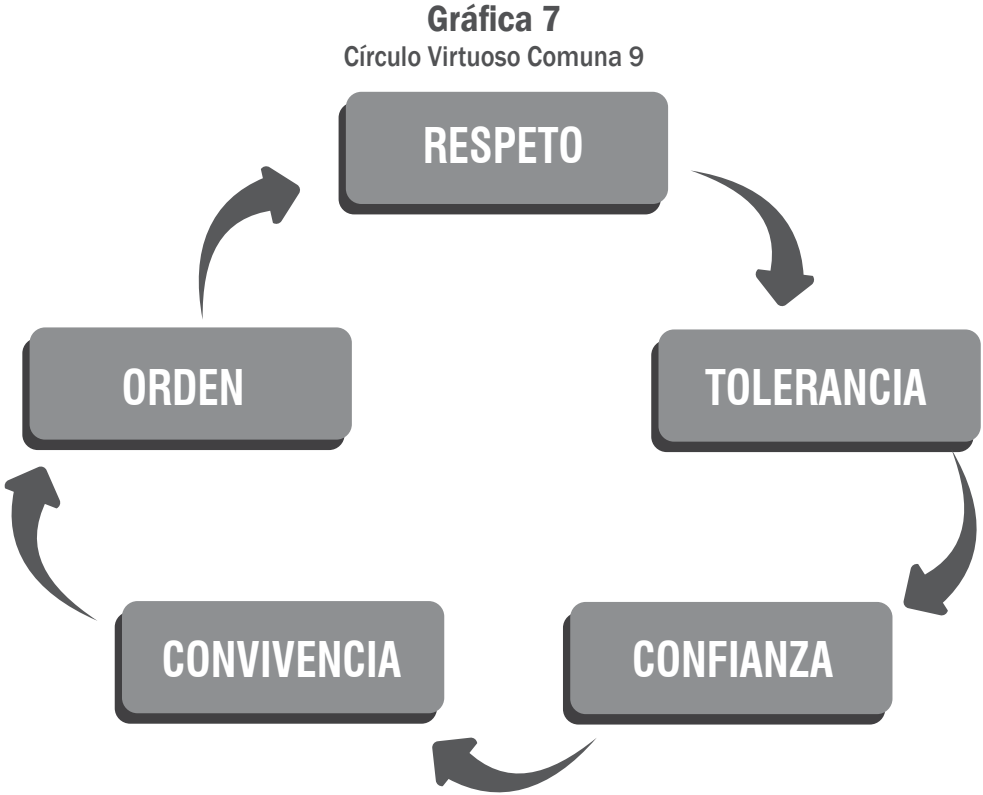 Gráfica 7
Círculo Virtuoso Comuna 9
RESPETO
TOLERANCIA
CONFIANZA
CONVIVENCIA
ORDEN